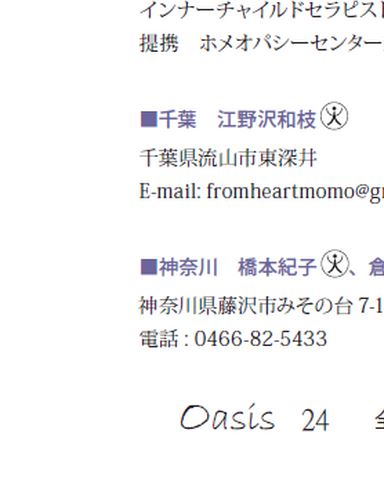 インナーチャイルドセラピスト
提携　ホメオパシーセンター
■千葉　江野沢和枝
千葉県流山市東深井
E-mail: fromheartmomo@g
■神奈川　橋本紀子、倉
神奈川県藤沢市みその台 7-1
電話 : 0466-82-5433
Oasis 24